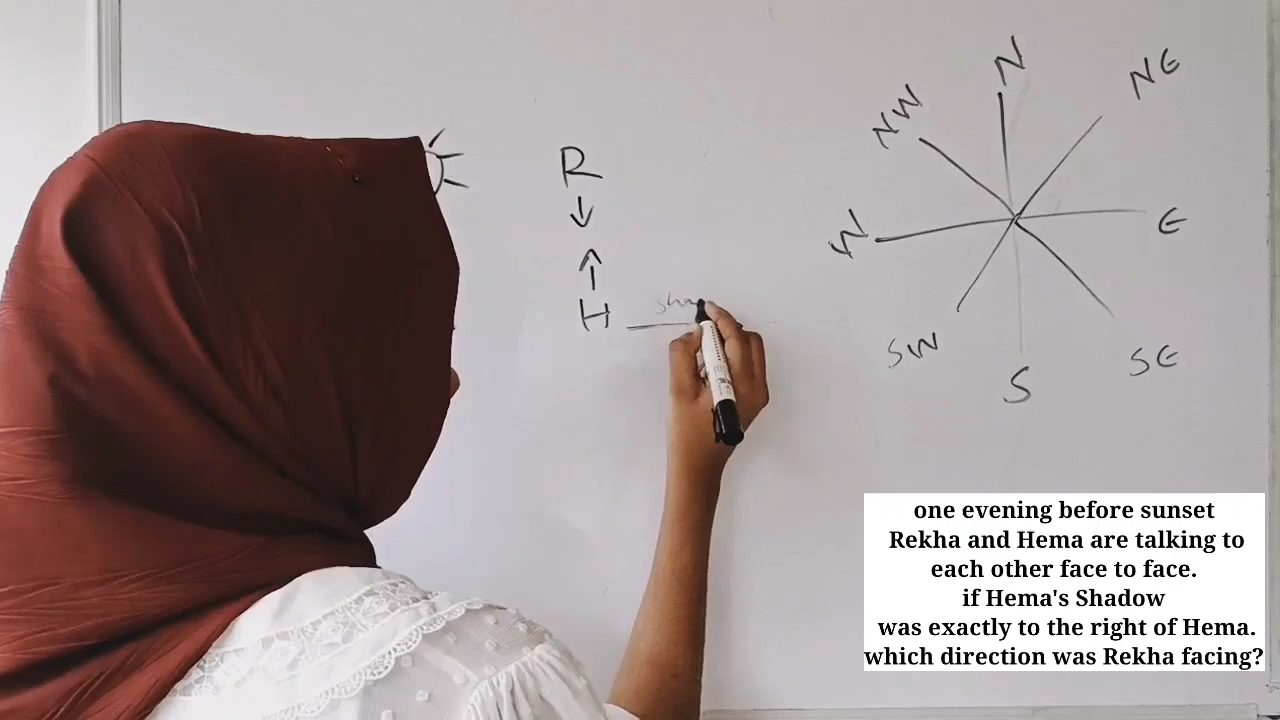 N
NE
NW
R
W
E
H
sha
SW
SE
S
one evening before sunset
Rekha and Hema are talking to
each other face to face.
if Hema's Shadow
was exactly to the right of Hema.
which direction was Rekha facing?